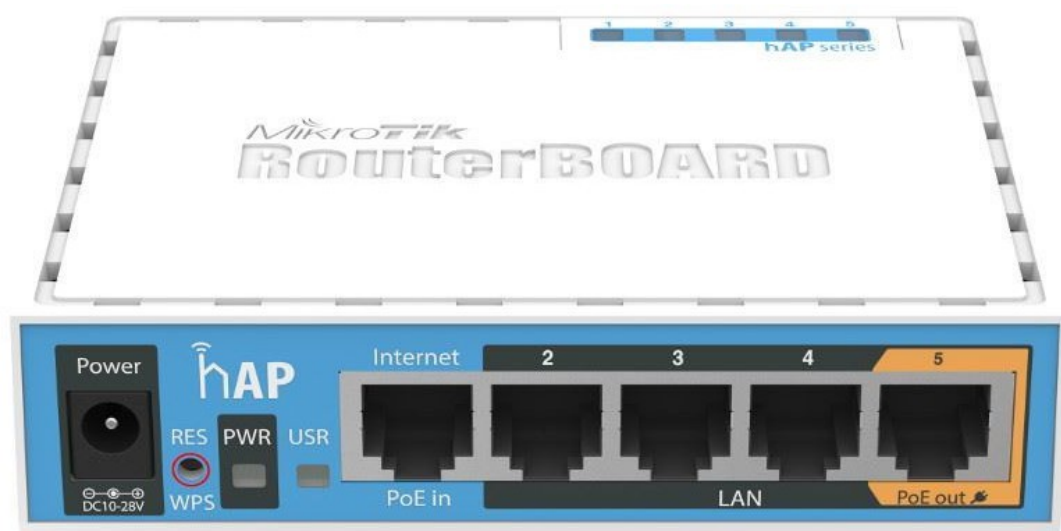 1 2 3 4 5
hAP series
MikroTik
RouterBOARD
Power
hAP
Internet
2 3 4 5
RES PWR USR
WPS
DC10-28V
PoE in
LAN
PoE out